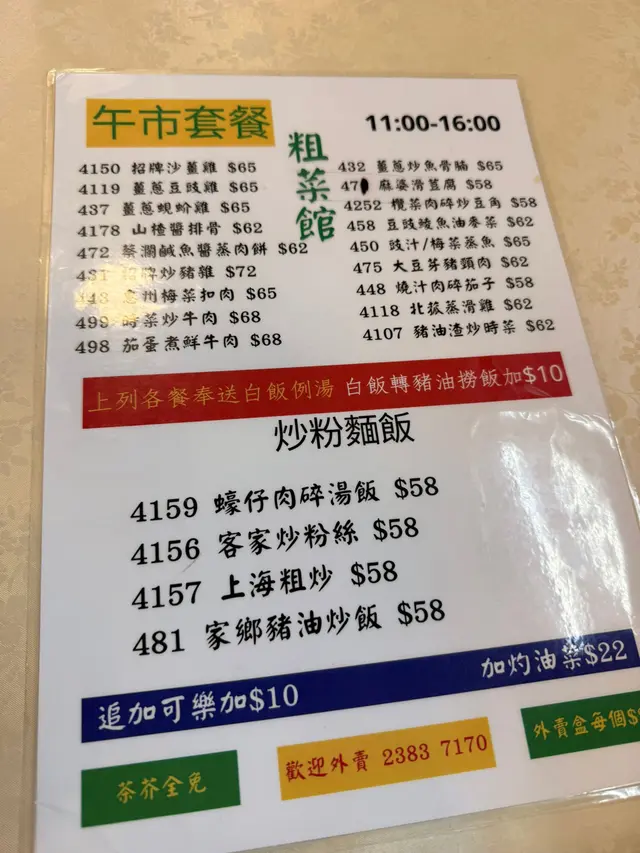 午市套餐
粗菜館
11:00-16:00
4150 招牌沙薑雞 $65
4119 薑蔥豆豉雞 $65
437 薑蔥蜆蚧雞 $65
4178 山楂醬排骨 $62
472 蔡瀾鹹魚醬蒸肉餅 $62
431 招牌炒豬雜 $72
443 惠州梅菜扣肉 $65
499 時菜炒牛肉 $68
498 茄蛋煮鮮牛肉 $68
432 薑蔥炒魚骨腩 $65
47 麻婆滑荳腐 $58
4252 欖菜肉碎炒豆角 $58
458 豆豉鯪魚油麥菜 $62
450 豉汁/梅菜蒸魚 $65
475 大豆芽豬頸肉 $62
448 燒汁肉碎茄子 $58
4118 北菰蒸滑雞 $62
4107 豬油渣炒時菜 $62
上列各餐奉送白飯例湯 白飯轉豬油撈飯加$10
炒粉麵飯
4159 蠔仔肉碎湯飯 $58
4156 客家炒粉絲 $58
4157 上海粗炒 $58
481 家鄉豬油炒飯 $58
追加可樂加$10
加灼油菜$22
茶芥全免
歡迎外賣 2383 7170
外賣盒每個